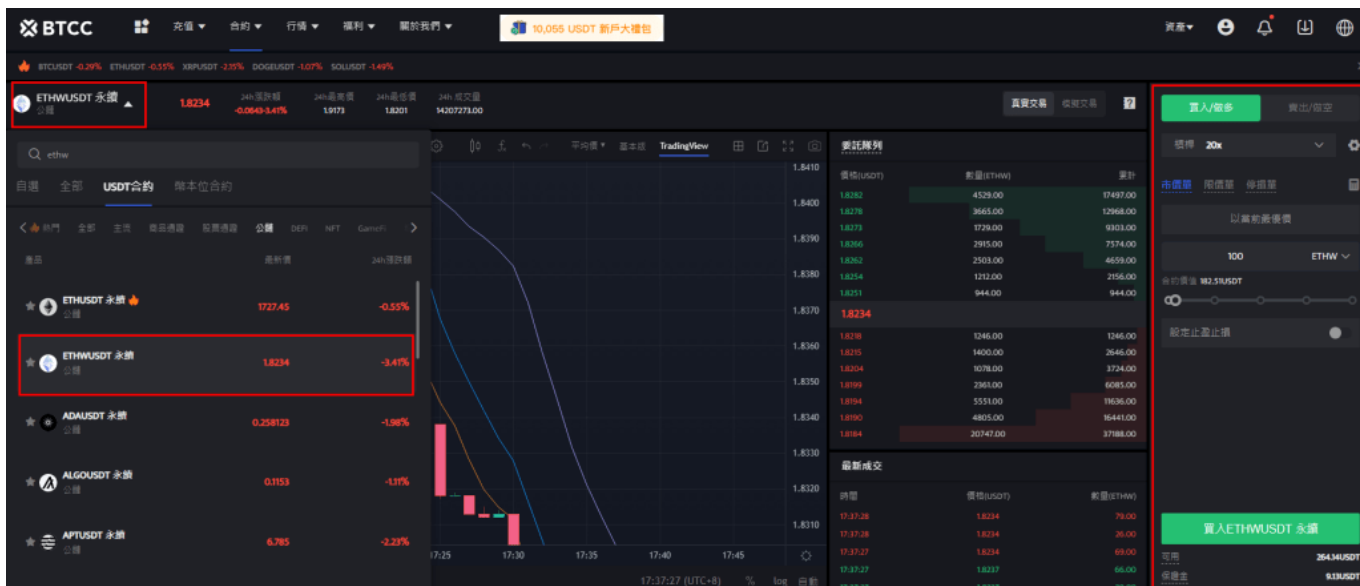 BTCC 充值 合約 行情 福利 關於我們 10,055 USDT 新戶大禮包 資產
BTCUSDT -0.29% ETHUSDT -0.55% XRPUSDT -2.15% DOGEUSDT -1.07% SOLUSDT -1.49%
ETHWUSDT 永續
公鏈
1.8234
24h漲跌額 24h最高價 24h最低價 24h 成交量
-0.0643-3.41% 1.9173 1.8201 14207273.00
真實交易 模擬交易 ?
ethw
自選 全部 USDT合約 幣本位合約
熱門 全部 主流 商品通證 股票通證 公鏈 DEFI NFT GameFi
產品 最新價 24h漲跌額
ETHUSDT 永續 1727.45 -0.55%
公鏈
ETHWUSDT 永續 1.8234 -3.41%
公鏈
ADAUSDT 永續 0.258123 -1.98%
公鏈
ALGOUSDT 永續 0.1153 -1.11%
公鏈
APTUSDT 永續 6.785 -2.23%
公鏈
平均價 基本版 TradingView
1.8410
1.8400
1.8390
1.8380
1.8370
1.8360
1.8350
1.8340
1.8330
1.8320
1.8310
17:25 17:30 17:35 17:40 17:45
17:37:27 (UTC+8) % log 自動
委託隊列
價格(USDT) 數量(ETHW) 累計
1.8282 4529.00 17497.00
1.8278 3665.00 12968.00
1.8273 1729.00 9303.00
1.8266 2915.00 7574.00
1.8262 2503.00 4659.00
1.8254 1212.00 2156.00
1.8251 944.00 944.00
1.8234
1.8218 1246.00 1246.00
1.8215 1400.00 2646.00
1.8204 1078.00 3724.00
1.8199 2361.00 6085.00
1.8194 5551.00 11636.00
1.8190 4805.00 16441.00
1.8184 20747.00 37188.00
最新成交
時間 價格(USDT) 數量(ETHW)
17:37:28 1.8234 79.00
17:37:28 1.8234 26.00
17:37:27 1.8234 69.00
17:37:27 1.8237 66.00
買入/做多 賣出/做空
槓桿 20x
市價單 限價單 停損單
以當前最優價
100 ETHW
合約價值 182.51USDT
設定止盈止損
買入ETHWUSDT 永續
可用 264.14USDT
保證金 9.13USDT